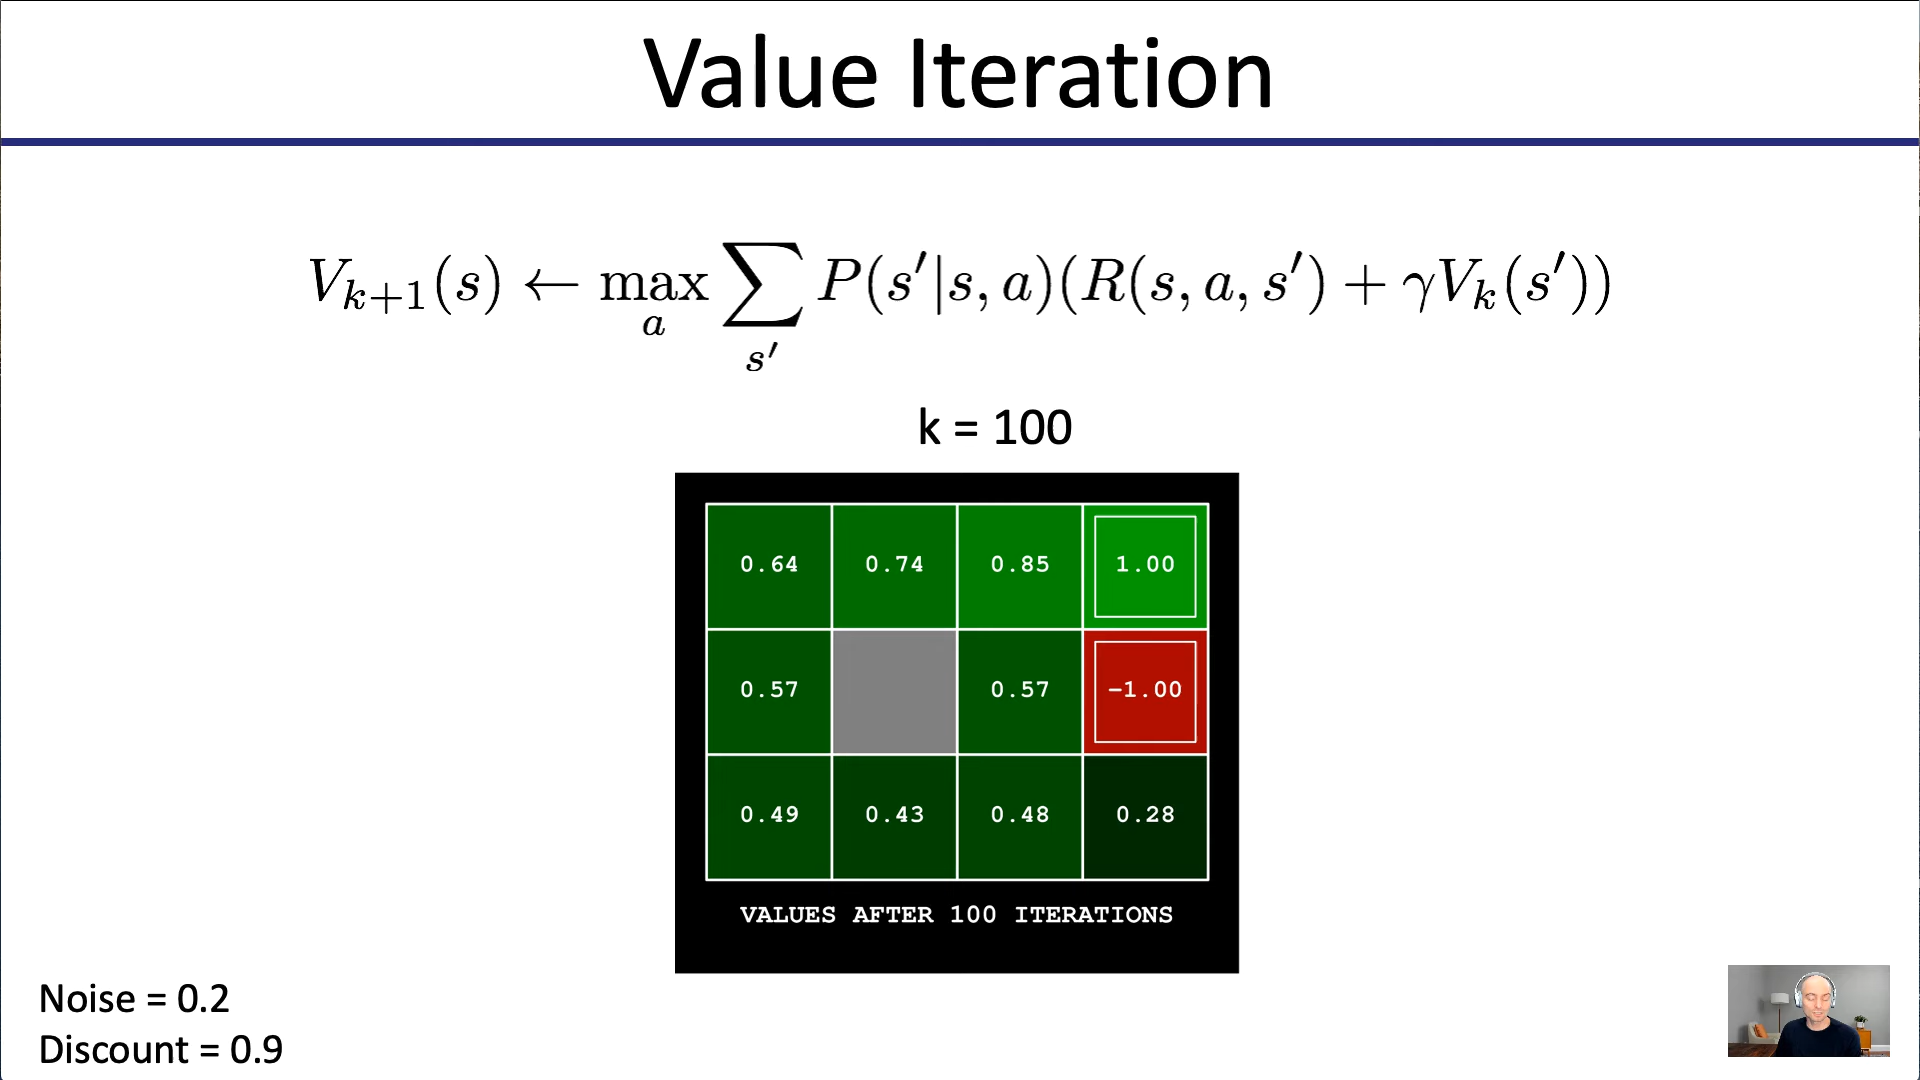 Value Iteration
V_{k+1}(s) ← max_a ∑_{s′} P(s′|s, a)(R(s, a, s′) + γV_k(s′))
k = 100
0.64 0.74 0.85 1.00
0.57 0.57 −1.00
0.49 0.43 0.48 0.28
VALUES AFTER 100 ITERATIONS
Noise = 0.2
Discount = 0.9